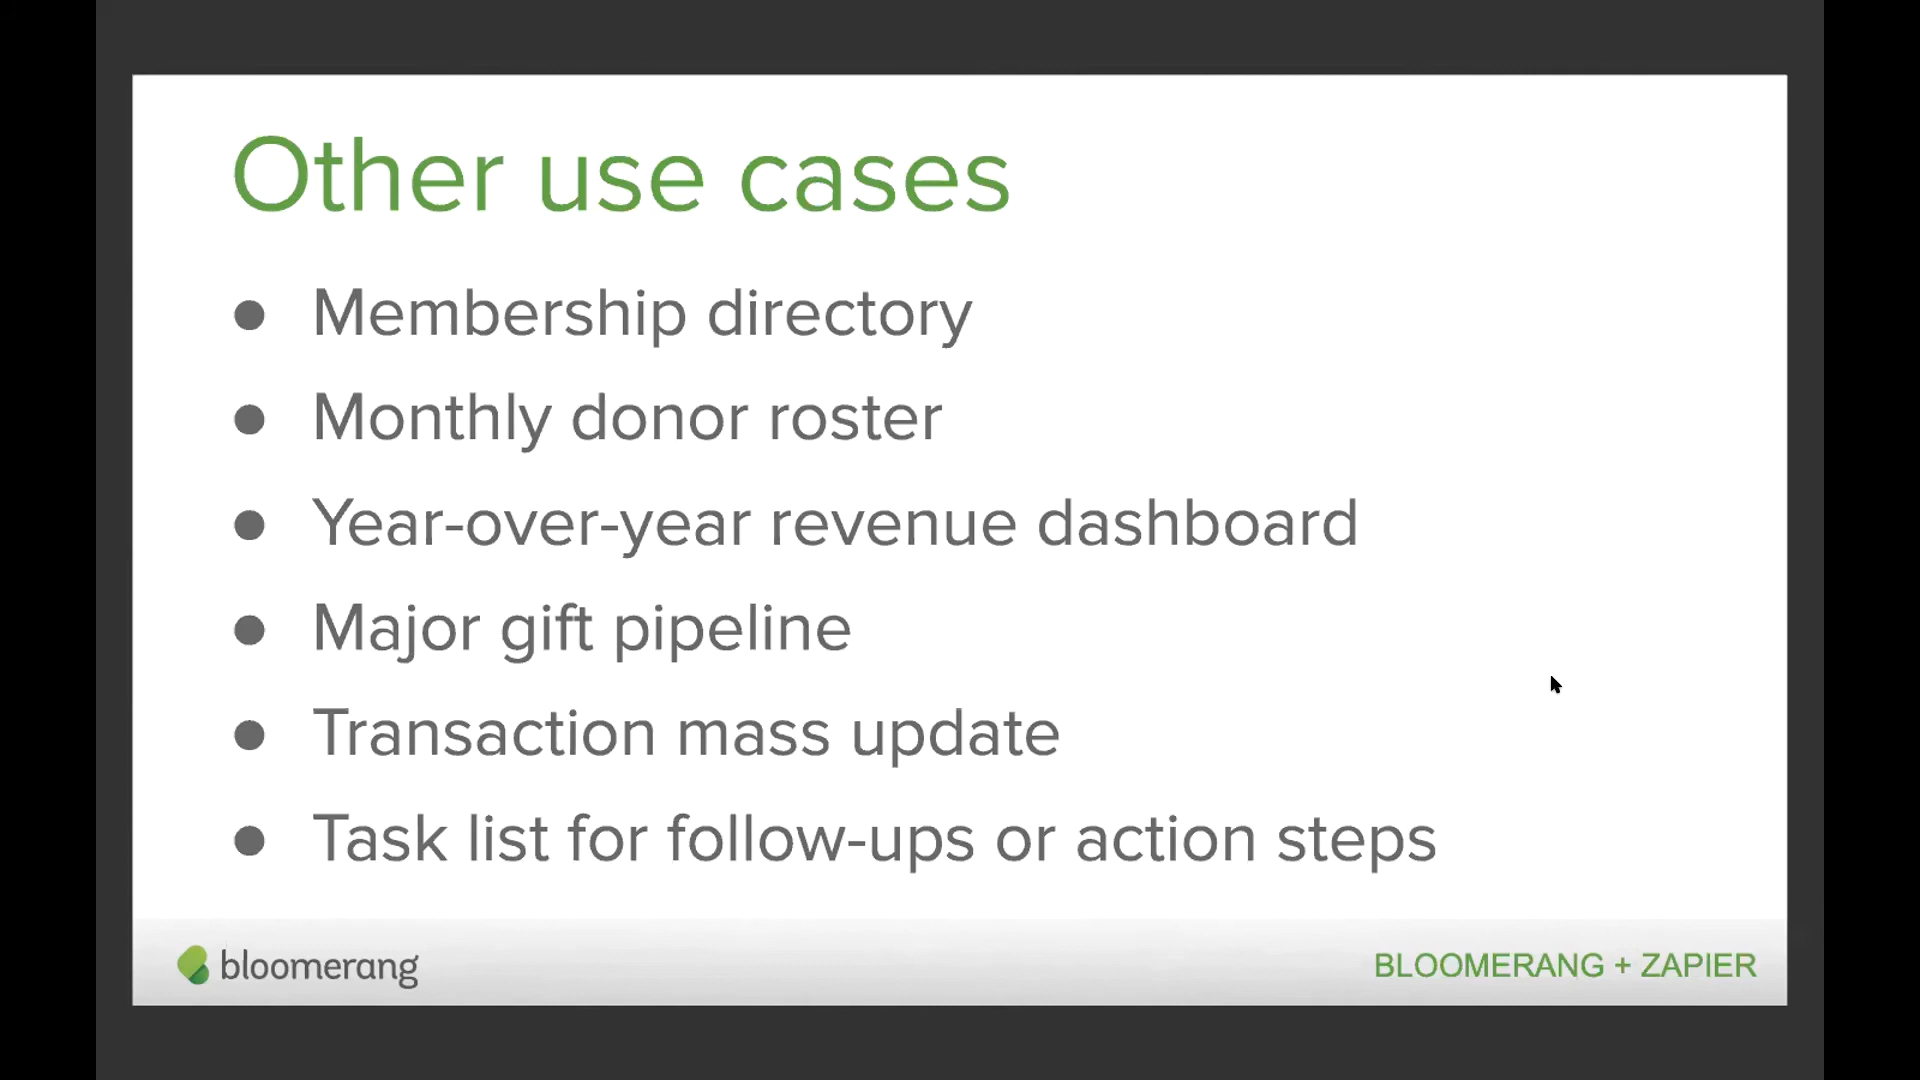 Other use cases
● Membership directory
● Monthly donor roster
● Year-over-year revenue dashboard
● Major gift pipeline
● Transaction mass update
● Task list for follow-ups or action steps
bloomerang
BLOOMERANG + ZAPIER